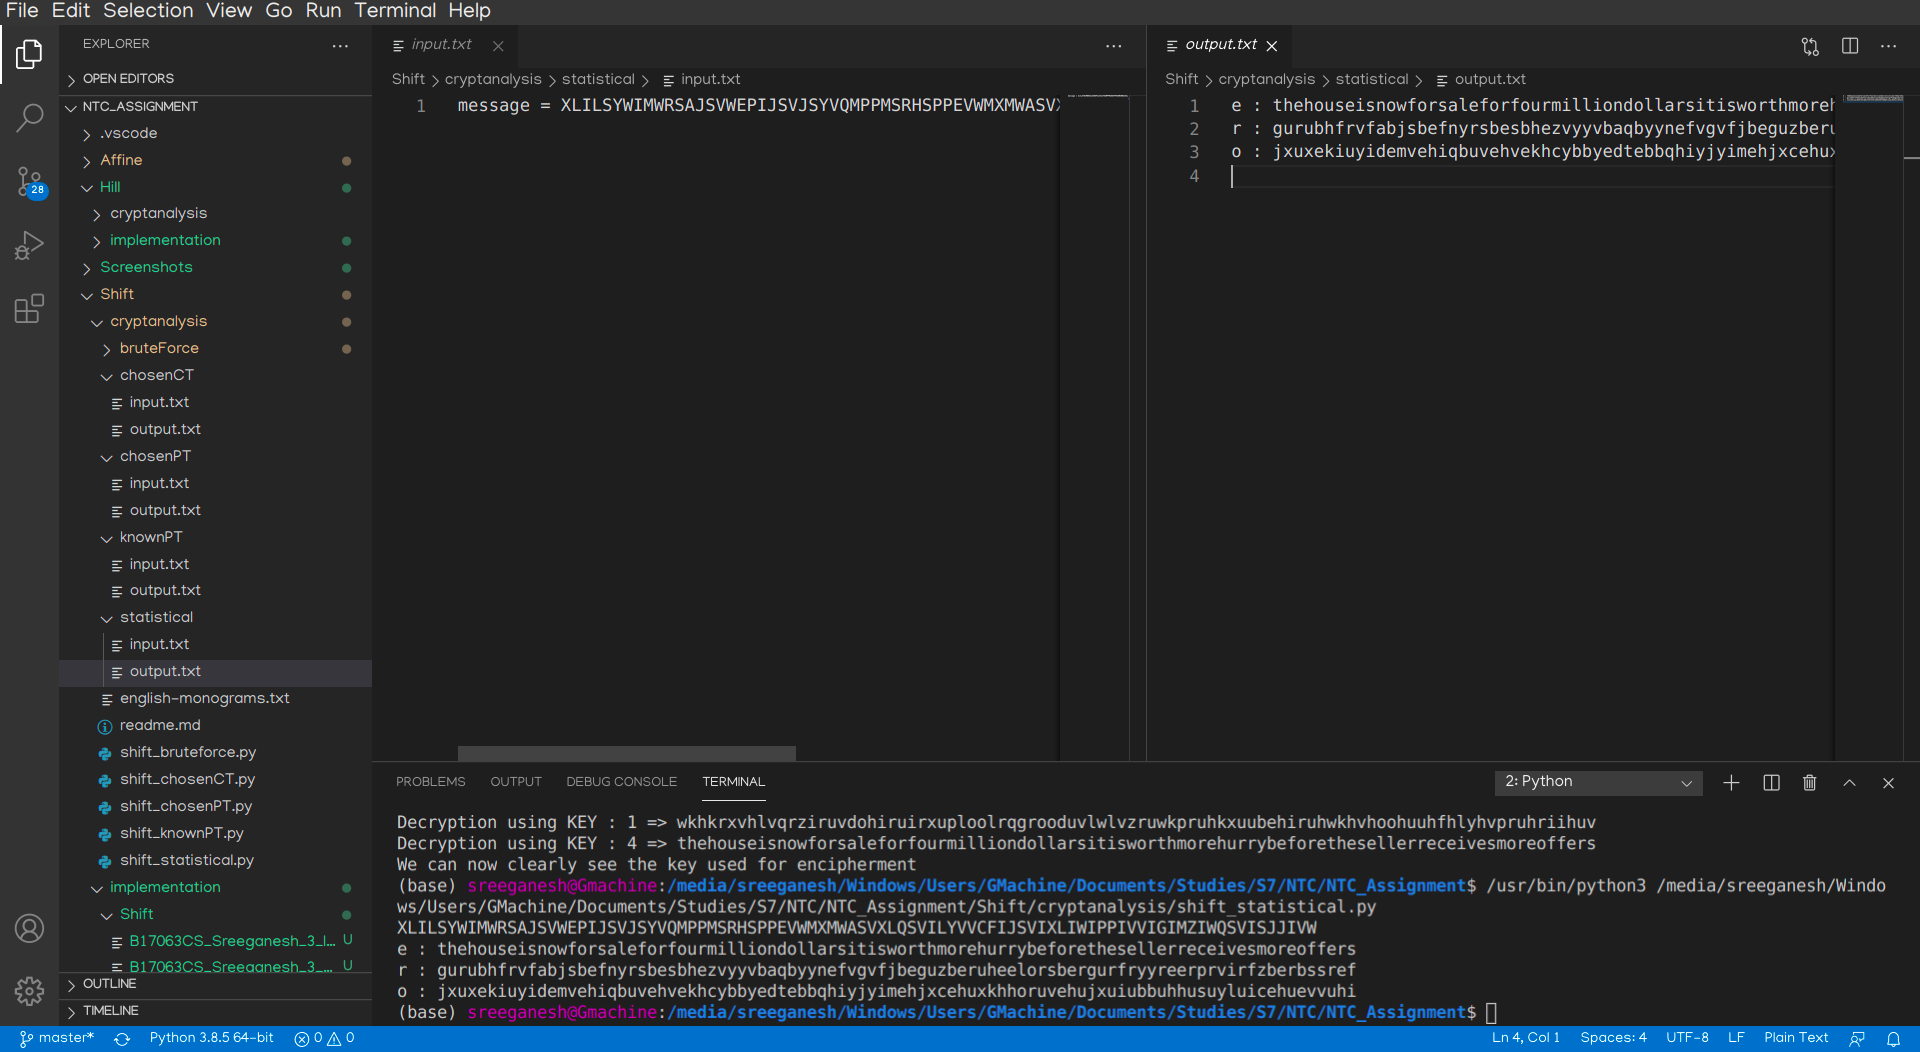 File Edit Selection View Go Run Terminal Help
EXPLORER
OPEN EDITORS
NTC_ASSIGNMENT
.vscode
Affine
Hill
cryptanalysis
implementation
Screenshots
Shift
cryptanalysis
bruteForce
chosenCT
input.txt
output.txt
chosenPT
input.txt
output.txt
knownPT
input.txt
output.txt
statistical
input.txt
output.txt
english-monograms.txt
readme.md
shift_bruteforce.py
shift_chosenCT.py
shift_chosenPT.py
shift_knownPT.py
shift_statistical.py
implementation
Shift
B17063CS_Sreeganesh_3_I... U
B17063CS_Sreeganesh_3_... U
OUTLINE
TIMELINE
28
input.txt
Shift > cryptanalysis > statistical > input.txt
1 message = XLILSYWIMWRSAJSVWEPIJSVJSYVQMPPMSRHSPPEVWMXMWASVX
output.txt
Shift > cryptanalysis > statistical > output.txt
1 e : thehouseisnowforsaleforfourmilliondollarsitisworthmoreh
2 r : gurubhfrvfabjsbefnyrsbesbhezvyyvbaqbyynefvgvfjbeguzberu
3 o : jxuxekiuyidemvehiqbuvehvekhcybbyedtebbqhiyjyimehjxcehux
4
PROBLEMS OUTPUT DEBUG CONSOLE TERMINAL
2: Python
Decryption using KEY : 1 => wkhkrxvhlvqrziruvdohiruirxuploolrqgrooduvlwlvzruwkpruhkxuubehiruhwkhvhoohuuhfhlyhvpruhriihuv
Decryption using KEY : 4 => thehouseisnowforsaleforfourmilliondollarsitisworthmorehurrybeforethesellerreceivesmoreoffers
We can now clearly see the key used for encipherment
(base) sreeganesh@Gmachine:/media/sreeganesh/Windows/Users/GMachine/Documents/Studies/S7/NTC/NTC_Assignment$ /usr/bin/python3 /media/sreeganesh/Windo
ws/Users/GMachine/Documents/Studies/S7/NTC/NTC_Assignment/Shift/cryptanalysis/shift_statistical.py
XLILSYWIMWRSAJSVWEPIJSVJSYVQMPPMSRHSPPEVWMXMWASVXLQSVILYVVCFIJSVIXLIWIPPIVVIGIMZIWQSVISJJIVW
e : thehouseisnowforsaleforfourmilliondollarsitisworthmorehurrybeforethesellerreceivesmoreoffers
r : gurubhfrvfabjsbefnyrsbesbhezvyyvbaqbyynefvgvfjbeguzberuheelorsbergurfryyreerprvirfzberbssref
o : jxuxekiuyidemvehiqbuvehvekhcybbyedtebbqhiyjyimehjxcehuxkhhoruvehujxuiubbuhhusuyluicehuevvuhi
(base) sreeganesh@Gmachine:/media/sreeganesh/Windows/Users/GMachine/Documents/Studies/S7/NTC/NTC_Assignment$
master* Python 3.8.5 64-bit 0 0 Ln 4, Col 1 Spaces: 4 UTF-8 LF Plain Text